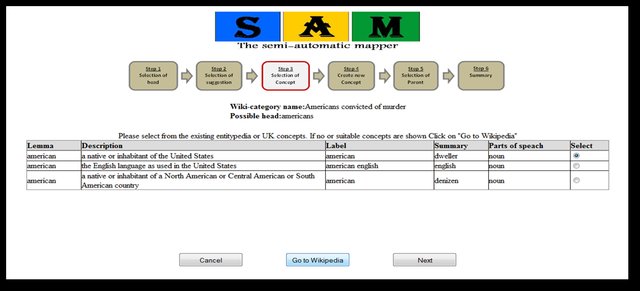 S A M
The semi-automatic mapper
Step 1 Step 2 Step 3 Step 4 Step 5 Step 6
Selection of Selection of Selection of Create new Selection of Summary
head suggestion Concept Concept Parent
Wiki-category name:Americans convicted of murder
Possible head:americans
Please select from the existing entitypedia or UK concepts. If no or suitable concepts are shown Click on "Go to Wikipedia"
Lemma Description Label Summary Parts of speach Select
american a native or inhabitant of the United States american dweller noun
american the English language as used in the United States american english english noun
american a native or inhabitant of a North American or Central American or South American country american denizen noun
Cancel Go to Wikipedia Next